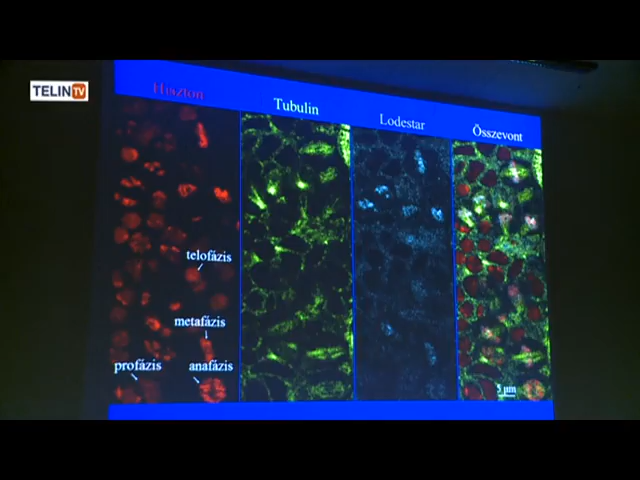 TELIN TV
Hiszton
Tubulin
Lodestar
Összevont
telofázis
metafázis
profázis
anafázis
5 µm